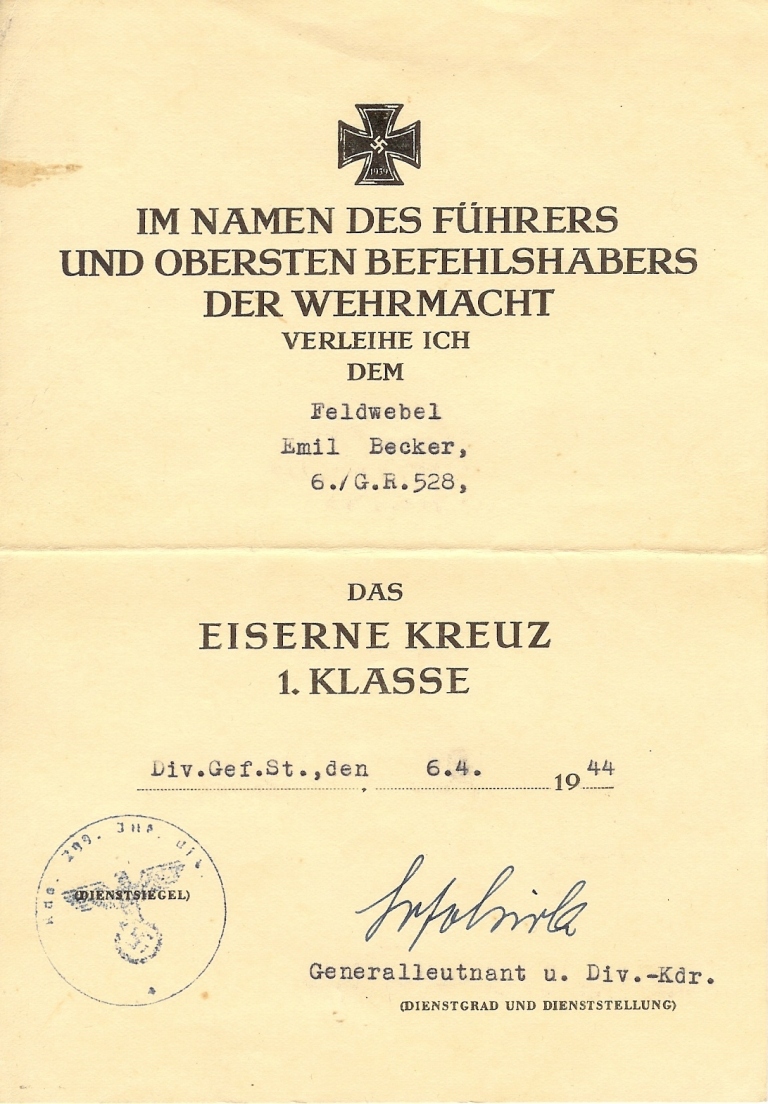 1939
IM NAMEN DES FÜHRERS
UND OBERSTEN BEFEHLSHABERS
DER WEHRMACHT
VERLEIHE ICH
DEM
Feldwebel
Emil Becker,
6./G.R.528,
DAS
EISERNE KREUZ
1. KLASSE
Div.Gef.St.,den 6.4. 1944
(DIENSTSIEGEL)
Generalleutnant u. Div.-Kdr.
(DIENSTGRAD UND DIENSTSTELLUNG)